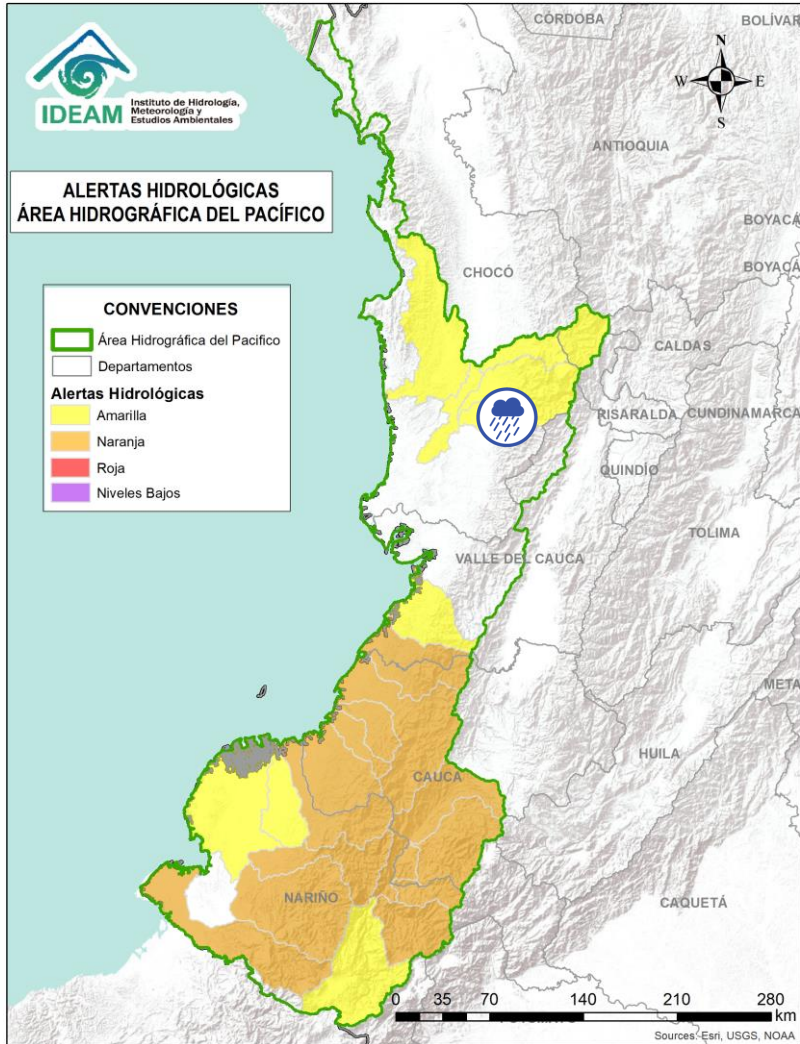 IDEAM
Instituto de Hidrología,
Meteorología y
Estudios Ambientales
ALERTAS HIDROLÓGICAS
ÁREA HIDROGRÁFICA DEL PACÍFICO
CONVENCIONES
Área Hidrográfica del Pacifico
Departamentos
Alertas Hidrológicas
Amarilla
Naranja
Roja
Niveles Bajos
N
W E
S
CÓRDOBA
BOLÍVAR
ANTIOQUIA
BOYACÁ
BOYACÁ
CHOCÓ
CALDAS
RISARALDA
CUNDINAMARCA
QUINDÍO
TOLIMA
VALLE DEL CAUCA
META
HUILA
CAUCA
NARIÑO
CAQUETÁ
0 35 70 140 210 280
km
Sources: Esri, USGS, NOAA